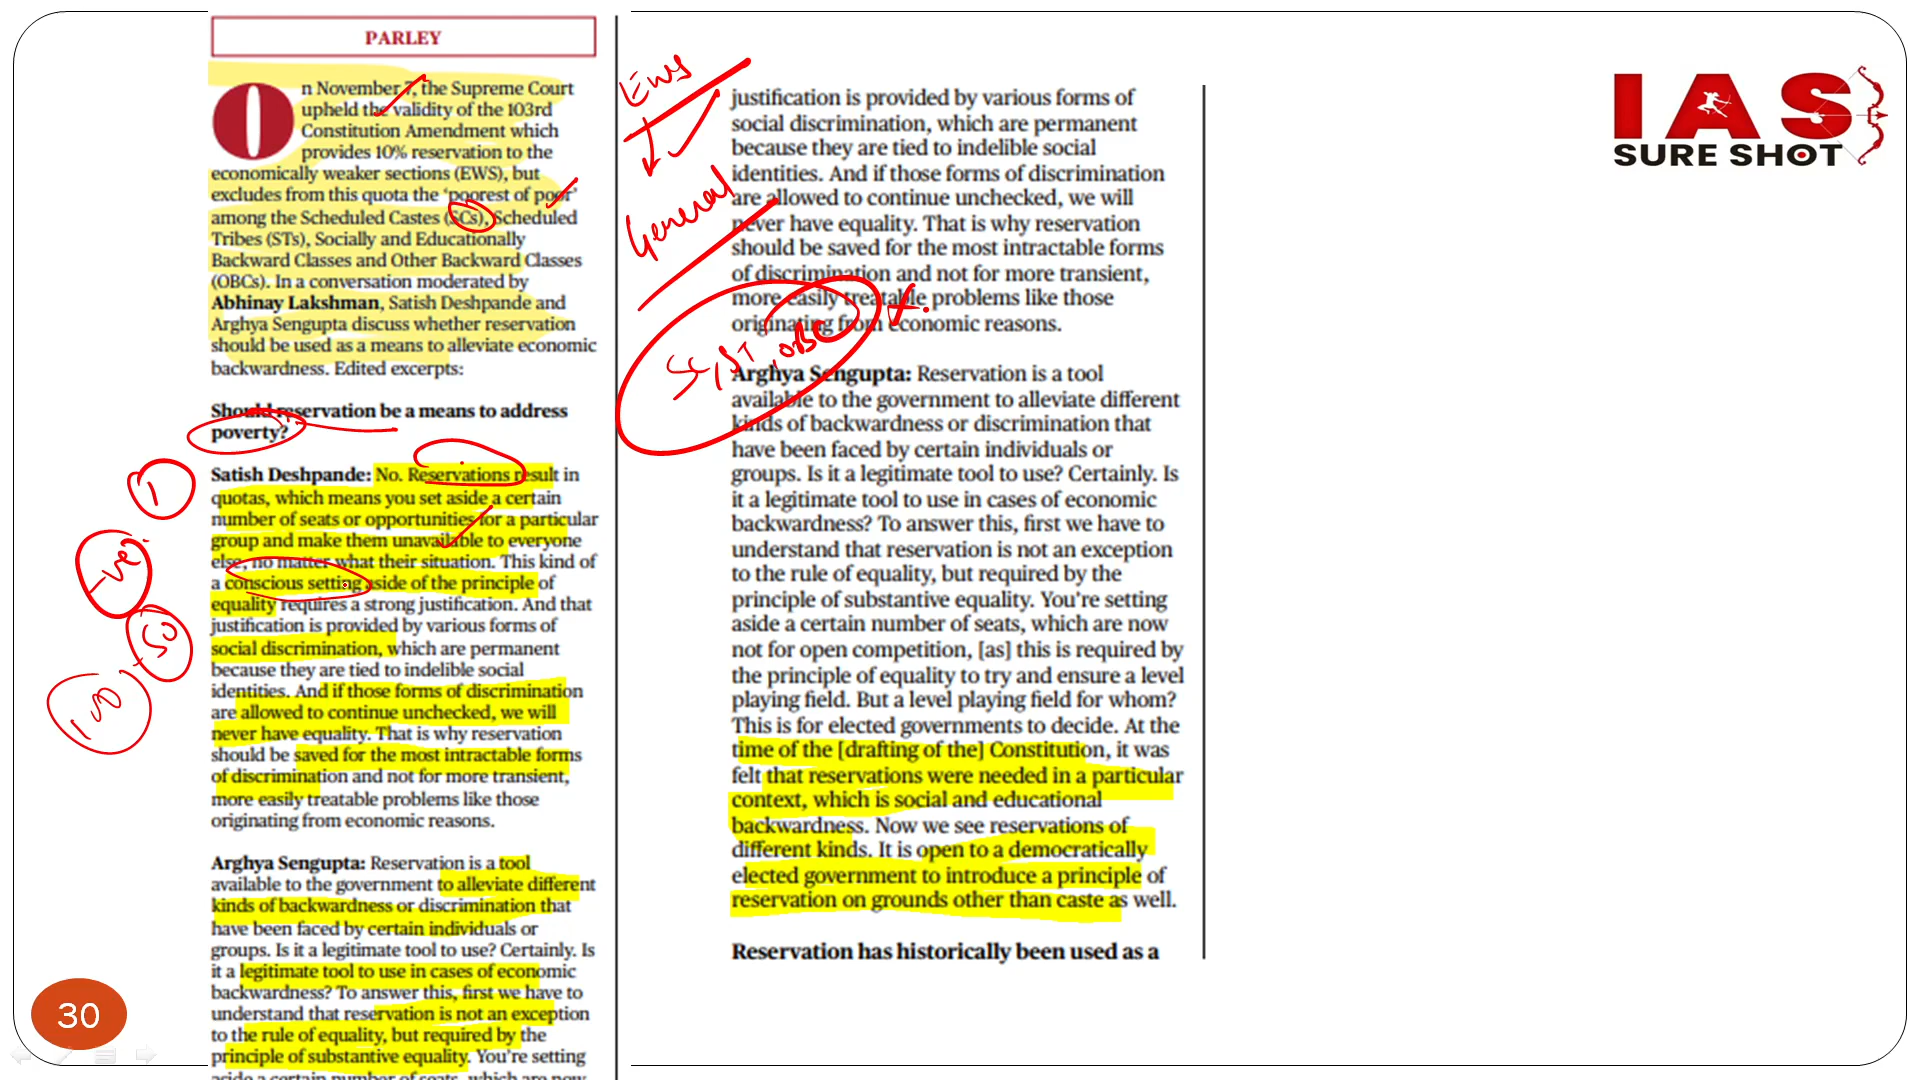 PARLEY
On November 7, the Supreme Court
upheld the validity of the 103rd
Constitution Amendment which
provides 10% reservation to the
economically weaker sections (EWS), but
excludes from this quota the ‘poorest of poor’
among the Scheduled Castes (SCs), Scheduled
Tribes (STs), Socially and Educationally
Backward Classes and Other Backward Classes
(OBCs). In a conversation moderated by
Abhinay Lakshman, Satish Deshpande and
Arghya Sengupta discuss whether reservation
should be used as a means to alleviate economic
backwardness. Edited excerpts:
Should reservation be a means to address
poverty?
Satish Deshpande: No. Reservations result in
quotas, which means you set aside a certain
number of seats or opportunities for a particular
group and make them unavailable to everyone
else, no matter what their situation. This kind of
a conscious setting aside of the principle of
equality requires a strong justification. And that
justification is provided by various forms of
social discrimination, which are permanent
because they are tied to indelible social
identities. And if those forms of discrimination
are allowed to continue unchecked, we will
never have equality. That is why reservation
should be saved for the most intractable forms
of discrimination and not for more transient,
more easily treatable problems like those
originating from economic reasons.
Arghya Sengupta: Reservation is a tool
available to the government to alleviate different
kinds of backwardness or discrimination that
have been faced by certain individuals or
groups. Is it a legitimate tool to use? Certainly. Is
it a legitimate tool to use in cases of economic
backwardness? To answer this, first we have to
understand that reservation is not an exception
to the rule of equality, but required by the
principle of substantive equality. You’re setting
aside a certain number of seats, which are now
1
-ve
50
100
EWS
General
SC, ST, OBC
justification is provided by various forms of
social discrimination, which are permanent
because they are tied to indelible social
identities. And if those forms of discrimination
are allowed to continue unchecked, we will
never have equality. That is why reservation
should be saved for the most intractable forms
of discrimination and not for more transient,
more easily treatable problems like those
originating from economic reasons.
Arghya Sengupta: Reservation is a tool
available to the government to alleviate different
kinds of backwardness or discrimination that
have been faced by certain individuals or
groups. Is it a legitimate tool to use? Certainly. Is
it a legitimate tool to use in cases of economic
backwardness? To answer this, first we have to
understand that reservation is not an exception
to the rule of equality, but required by the
principle of substantive equality. You’re setting
aside a certain number of seats, which are now
not for open competition, [as] this is required by
the principle of equality to try and ensure a level
playing field. But a level playing field for whom?
This is for elected governments to decide. At the
time of the [drafting of the] Constitution, it was
felt that reservations were needed in a particular
context, which is social and educational
backwardness. Now we see reservations of
different kinds. It is open to a democratically
elected government to introduce a principle of
reservation on grounds other than caste as well.
Reservation has historically been used as a
IAS
SURE SHOT
30